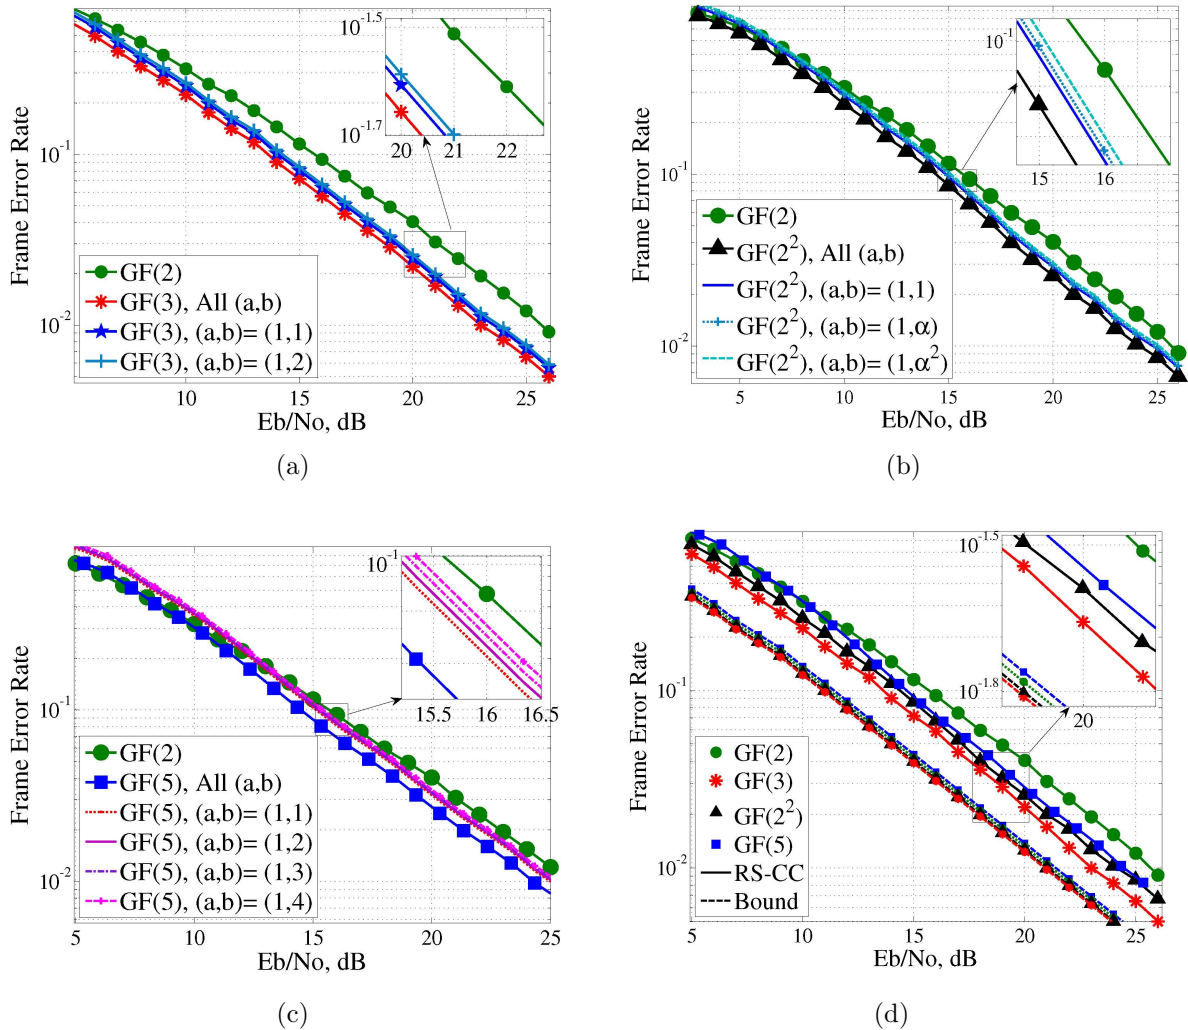 10^-1.5
10^-1.7
20 21 22
10^-1
10^-2
Frame Error Rate
GF(2)
GF(3), All (a,b)
GF(3), (a,b)= (1,1)
GF(3), (a,b)= (1,2)
10 15 20 25
Eb/No, dB
(a)
10^-1
15 16
10^-1
10^-2
Frame Error Rate
GF(2)
GF(2^2), All (a,b)
GF(2^2), (a,b)= (1,1)
GF(2^2), (a,b)= (1,α)
GF(2^2), (a,b)= (1,α^2)
5 10 15 20 25
Eb/No, dB
(b)
10^-1
15.5 16 16.5
10^-1
10^-2
Frame Error Rate
GF(2)
GF(5), All (a,b)
GF(5), (a,b)= (1,1)
GF(5), (a,b)= (1,2)
GF(5), (a,b)= (1,3)
GF(5), (a,b)= (1,4)
5 10 15 20 25
Eb/No, dB
(c)
10^-1.5
10^-1.8
20
10^-1
10^-2
Frame Error Rate
GF(2)
GF(3)
GF(2^2)
GF(5)
RS-CC
Bound
5 10 15 20 25
Eb/No, dB
(d)